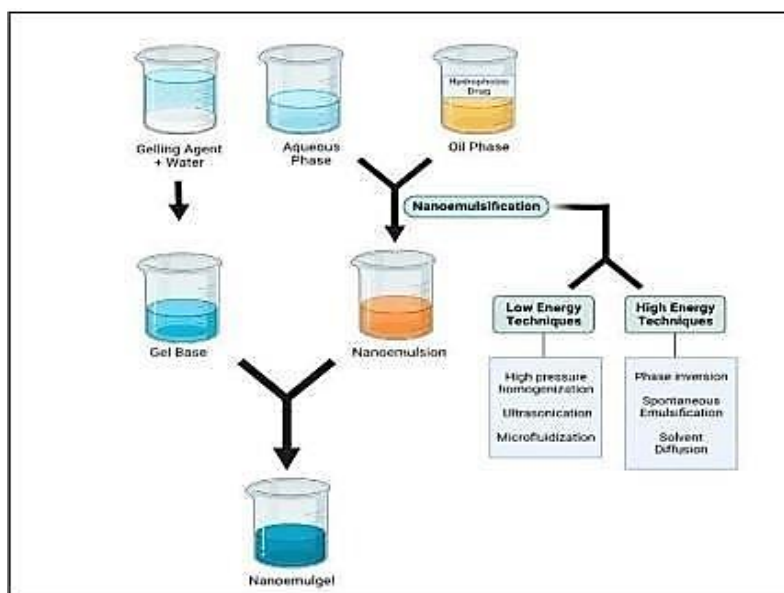 Hydrophobic
Drug
Gelling Agent
+ Water
Aqueous
Phase
Oil Phase
Nanoemulsification
Gel Base
Nanoemulsion
Low Energy
Techniques
High Energy
Techniques
High pressure
homogenization
Ultrasonication
Microfluidization
Phase inversion
Spontaneous
Emulsification
Solvent
Diffusion
Nanoemulgel